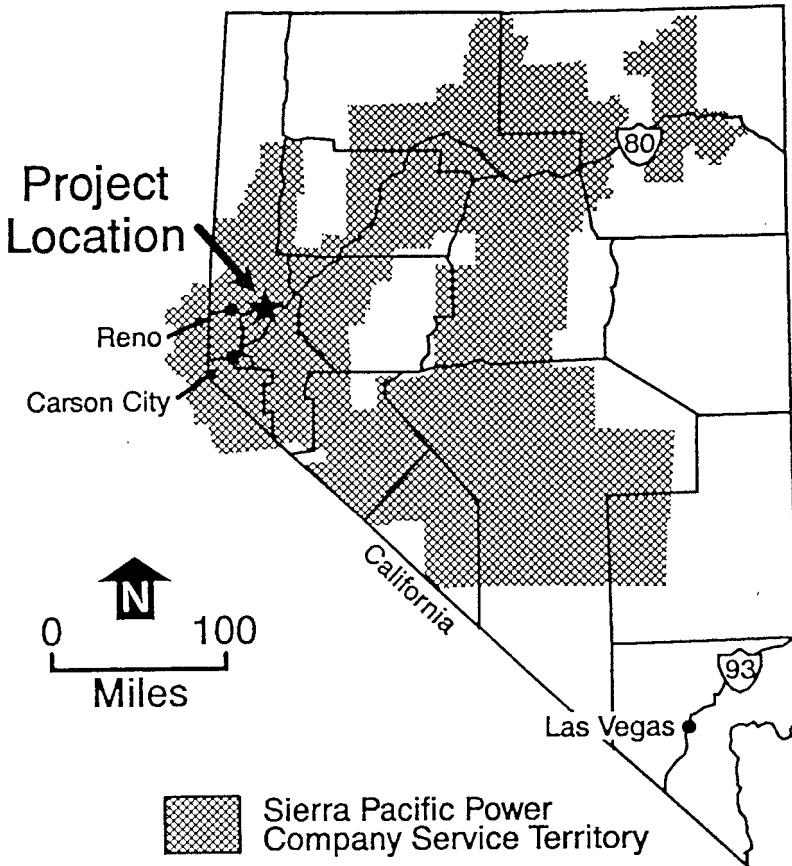 80
Project
Location
Reno
Carson City
California
N
0 100
Miles
93
Las Vegas
Sierra Pacific Power
Company Service Territory